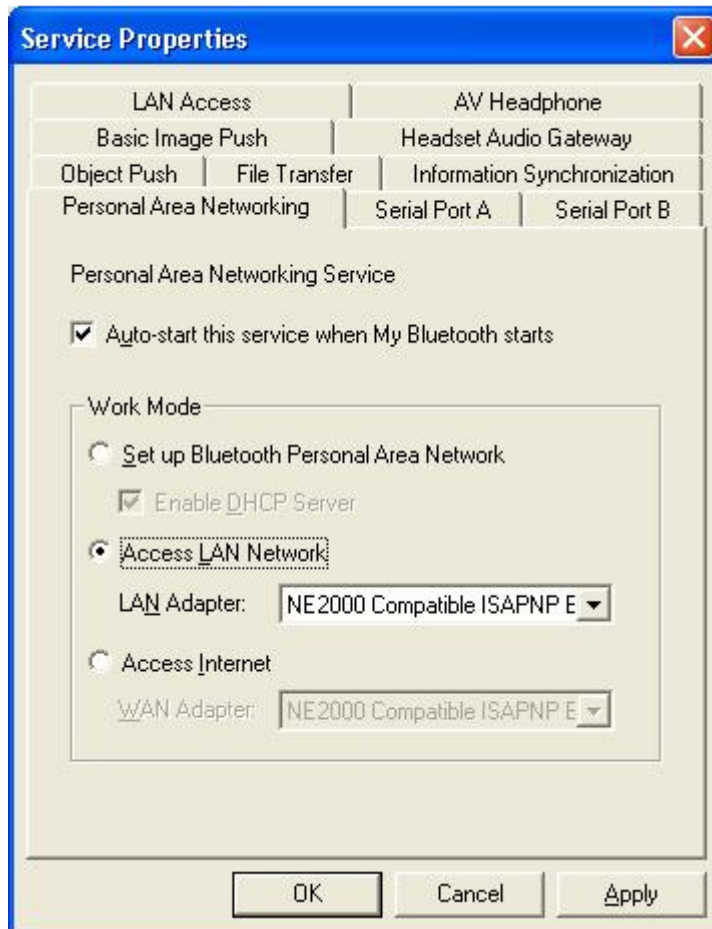 Service Properties
LAN Access AV Headphone
Basic Image Push Headset Audio Gateway
Object Push File Transfer Information Synchronization
Personal Area Networking Serial Port A Serial Port B
Personal Area Networking Service
Auto-start this service when My Bluetooth starts
Work Mode
Set up Bluetooth Personal Area Network
Enable DHCP Server
Access LAN Network
LAN Adapter: NE2000 Compatible ISAPNP E
Access Internet
WAN Adapter: NE2000 Compatible ISAPNP E
OK Cancel Apply